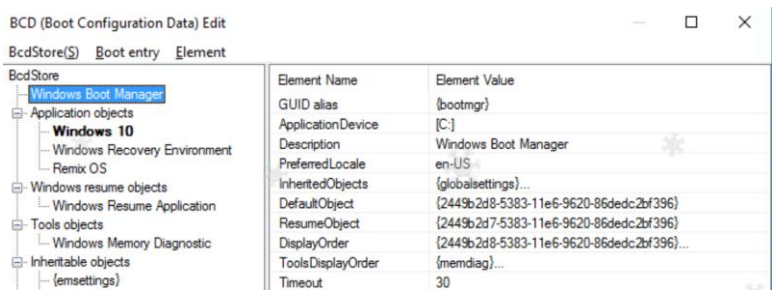 BCD (Boot Configuration Data) Edit
BcdStore(S) Boot entry Element
BcdStore
Windows Boot Manager
Application objects
Windows 10
Windows Recovery Environment
Remix OS
Windows resume objects
Windows Resume Application
Tools objects
Windows Memory Diagnostic
Inheritable objects
{emsettings}
Element Name Element Value
GUID alias {bootmgr}
ApplicationDevice [C:]
Description Windows Boot Manager
PreferredLocale en-US
InheritedObjects {globalsettings}...
DefaultObject {2449b2d8-5383-11e6-9620-86dedc2bf396}
ResumeObject {2449b2d7-5383-11e6-9620-86dedc2bf396}
DisplayOrder {2449b2d8-5383-11e6-9620-86dedc2bf396}...
ToolsDisplayOrder {memdiag}...
Timeout 30